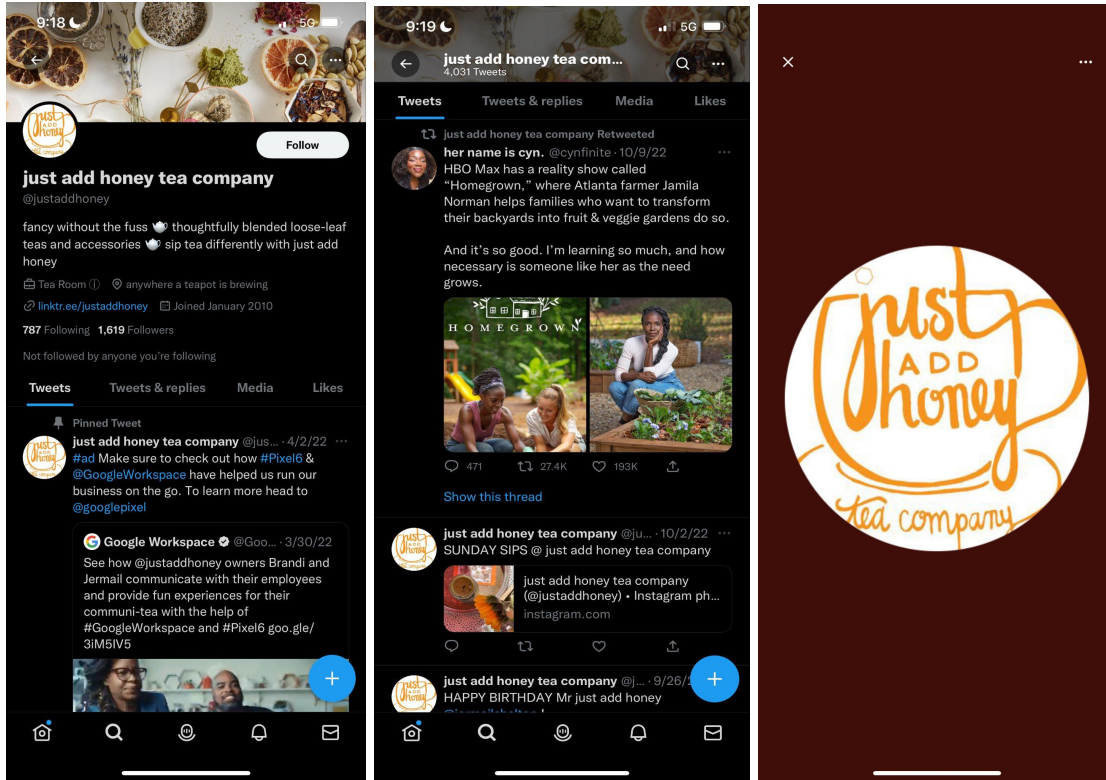 9:18
5G
just
ADD
honey
tea company
Follow
just add honey tea company
@justaddhoney
fancy without the fuss 🫖 thoughtfully blended loose-leaf
teas and accessories 🫖 sip tea differently with just add
honey
Tea Room ⓘ anywhere a teapot is brewing
linktr.ee/justaddhoney Joined January 2010
787 Following 1,619 Followers
Not followed by anyone you're following
Tweets Tweets & replies Media Likes
Pinned Tweet
just add honey tea company @jus... · 4/2/22
#ad Make sure to check out how #Pixel6 &
@GoogleWorkspace have helped us run our
business on the go. To learn more head to
@googlepixel
Google Workspace @Goo... · 3/30/22
See how @justaddhoney owners Brandi and
Jermail communicate with their employees
and provide fun experiences for their
communi-tea with the help of
#GoogleWorkspace and #Pixel6 goo.gle/
3iM5IV5
9:19
5G
just add honey tea com...
4,031 Tweets
Tweets Tweets & replies Media Likes
just add honey tea company Retweeted
her name is cyn. @cynfinite · 10/9/22
HBO Max has a reality show called
“Homegrown,” where Atlanta farmer Jamila
Norman helps families who want to transform
their backyards into fruit & veggie gardens do so.
And it's so good. I'm learning so much, and how
necessary is someone like her as the need
grows.
HOMEGROWN
471 27.4K 193K
Show this thread
just add honey tea company @ju... · 10/2/22
SUNDAY SIPS @ just add honey tea company
just add honey tea company
(@justaddhoney) • Instagram ph...
instagram.com
just add honey tea company @j... · 9/26/
HAPPY BIRTHDAY Mr just add honey
just
ADD
honey
tea company